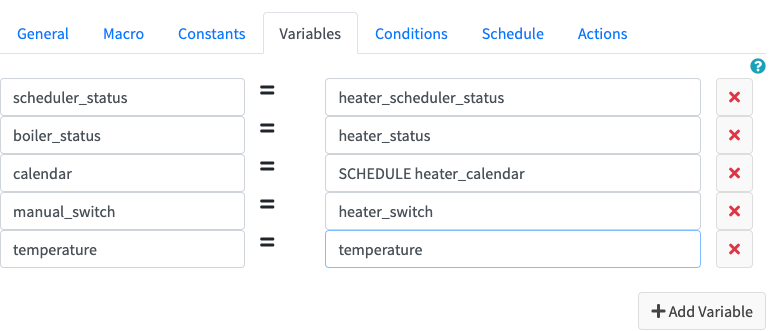 General Macro Constants Variables Conditions Schedule Actions
?
scheduler_status = heater_scheduler_status
boiler_status = heater_status
calendar = SCHEDULE heater_calendar
manual_switch = heater_switch
temperature = temperature
+ Add Variable